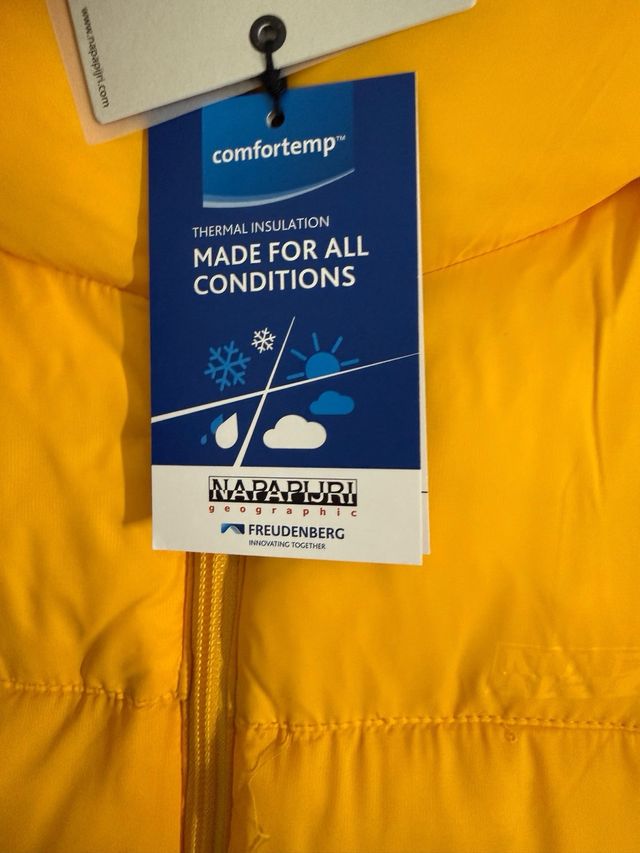 www.napapijri.com
comfortemp™
THERMAL INSULATION
MADE FOR ALL
CONDITIONS
NAPAPIJRI
geographic
FREUDENBERG
INNOVATING TOGETHER